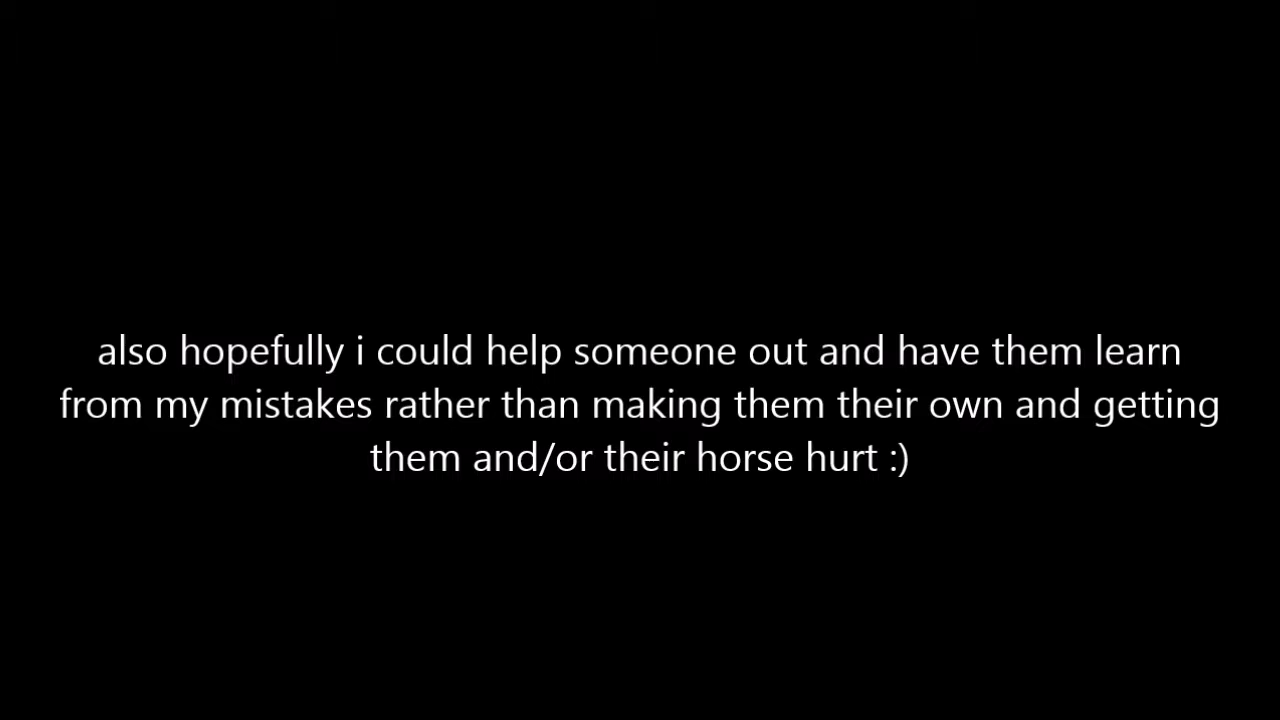 also hopefully i could help someone out and have them learn
from my mistakes rather than making them their own and getting
them and/or their horse hurt :)